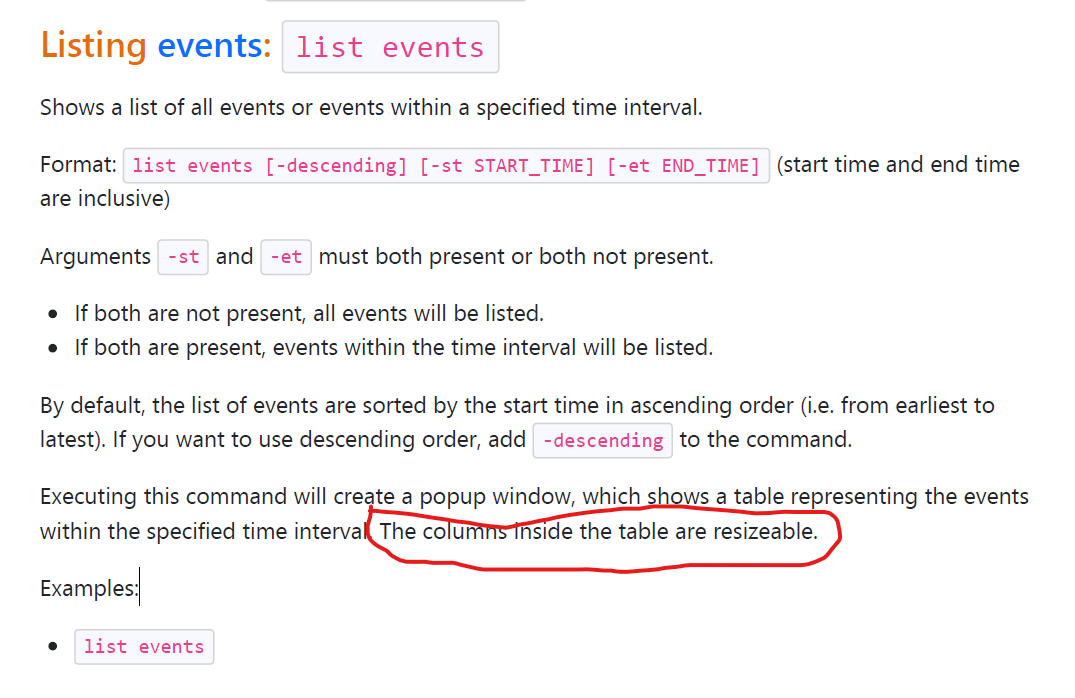 Listing events: list events
Shows a list of all events or events within a specified time interval.
Format: list events [-descending] [-st START_TIME] [-et END_TIME] (start time and end time
are inclusive)
Arguments -st and -et must both present or both not present.
• If both are not present, all events will be listed.
• If both are present, events within the time interval will be listed.
By default, the list of events are sorted by the start time in ascending order (i.e. from earliest to
latest). If you want to use descending order, add -descending to the command.
Executing this command will create a popup window, which shows a table representing the events
within the specified time interval. The columns inside the table are resizeable.
Examples:
• list events